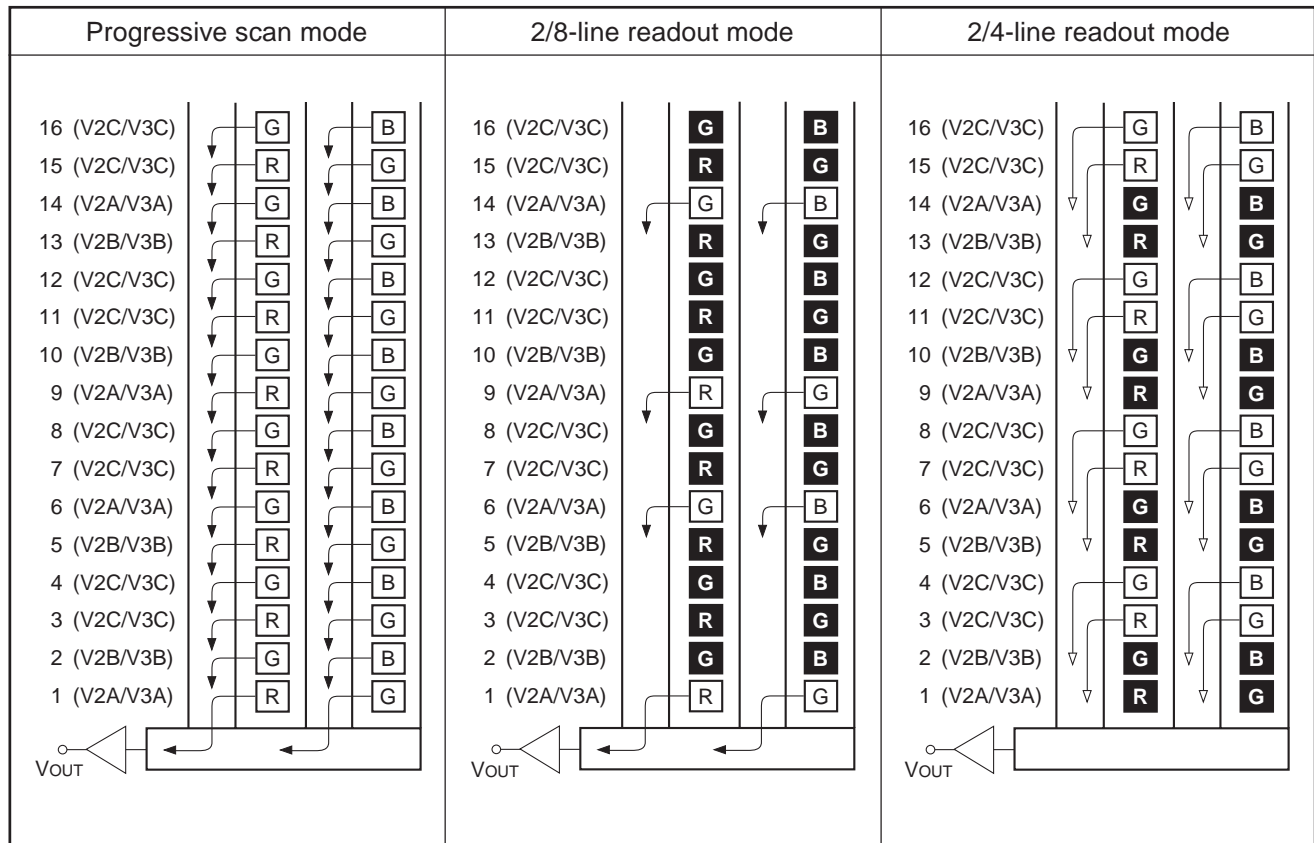 Progressive scan mode
16 (V2C/V3C) G B
15 (V2C/V3C) R G
14 (V2A/V3A) G B
13 (V2B/V3B) R G
12 (V2C/V3C) G B
11 (V2C/V3C) R G
10 (V2B/V3B) G B
9 (V2A/V3A) R G
8 (V2C/V3C) G B
7 (V2C/V3C) R G
6 (V2A/V3A) G B
5 (V2B/V3B) R G
4 (V2C/V3C) G B
3 (V2C/V3C) R G
2 (V2B/V3B) G B
1 (V2A/V3A) R G
VOUT
2/8-line readout mode
16 (V2C/V3C) G B
15 (V2C/V3C) R G
14 (V2A/V3A) G B
13 (V2B/V3B) R G
12 (V2C/V3C) G B
11 (V2C/V3C) R G
10 (V2B/V3B) G B
9 (V2A/V3A) R G
8 (V2C/V3C) G B
7 (V2C/V3C) R G
6 (V2A/V3A) G B
5 (V2B/V3B) R G
4 (V2C/V3C) G B
3 (V2C/V3C) R G
2 (V2B/V3B) G B
1 (V2A/V3A) R G
VOUT
2/4-line readout mode
16 (V2C/V3C) G B
15 (V2C/V3C) R G
14 (V2A/V3A) G B
13 (V2B/V3B) R G
12 (V2C/V3C) G B
11 (V2C/V3C) R G
10 (V2B/V3B) G B
9 (V2A/V3A) R G
8 (V2C/V3C) G B
7 (V2C/V3C) R G
6 (V2A/V3A) G B
5 (V2B/V3B) R G
4 (V2C/V3C) G B
3 (V2C/V3C) R G
2 (V2B/V3B) G B
1 (V2A/V3A) R G
VOUT